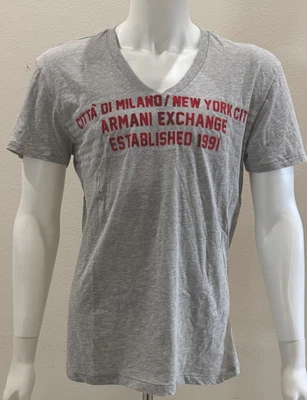 CITTÀ DI MILANO/NEW YORK CITY
ARMANI EXCHANGE
ESTABLISHED 1991